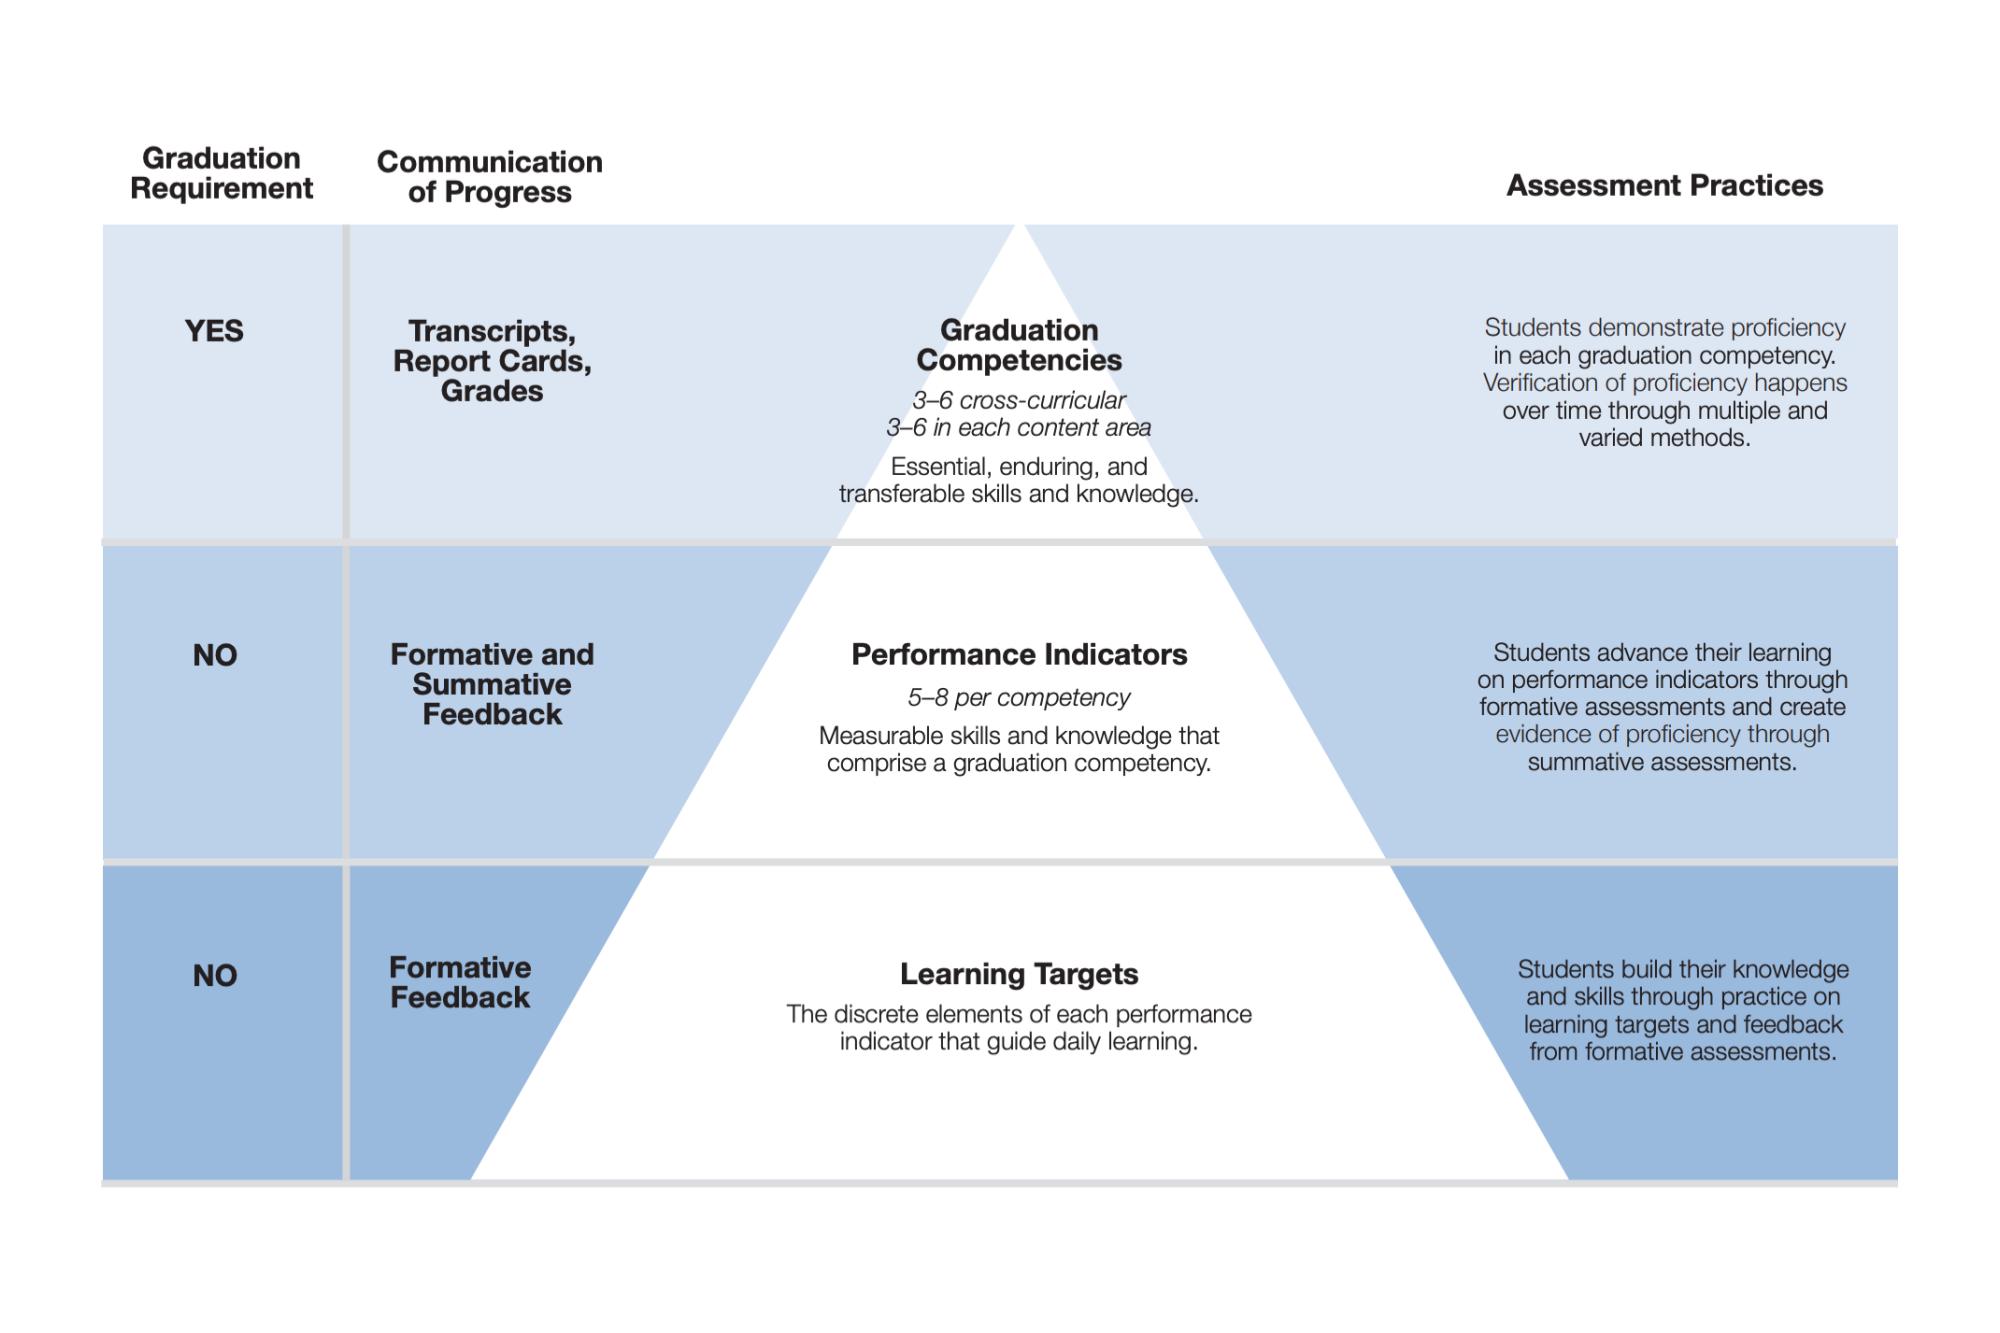 Graduation
Requirement
Communication
of Progress
Assessment Practices
YES
Transcripts,
Report Cards,
Grades
Graduation
Competencies
3–6 cross-curricular
3–6 in each content area
Essential, enduring, and
transferable skills and knowledge.
Students demonstrate proficiency
in each graduation competency.
Verification of proficiency happens
over time through multiple and
varied methods.
NO
Formative and
Summative
Feedback
Performance Indicators
5–8 per competency
Measurable skills and knowledge that
comprise a graduation competency.
Students advance their learning
on performance indicators through
formative assessments and create
evidence of proficiency through
summative assessments.
NO
Formative
Feedback
Learning Targets
The discrete elements of each performance
indicator that guide daily learning.
Students build their knowledge
and skills through practice on
learning targets and feedback
from formative assessments.